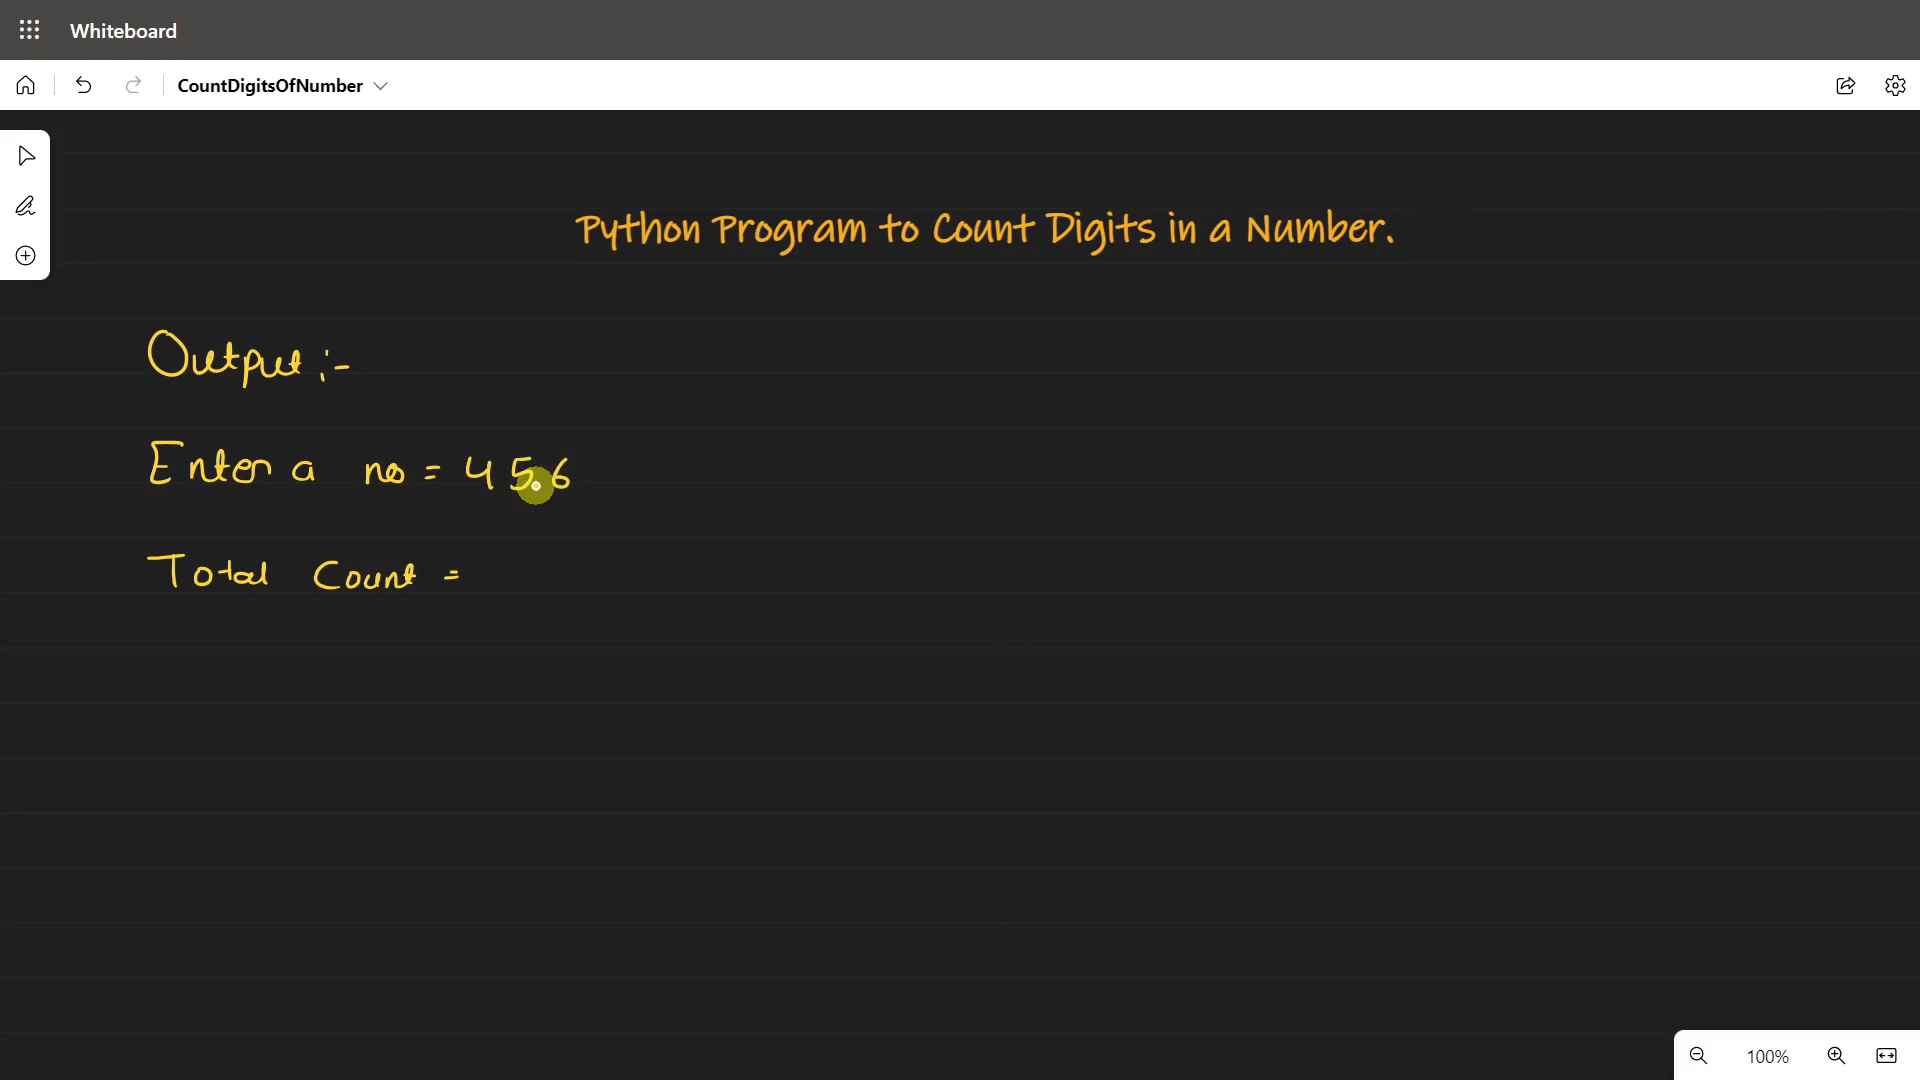 Whiteboard
CountDigitsOfNumber
Python Program to Count Digits in a Number.
Output :-
Enter a no = 456
Total Count =
100%